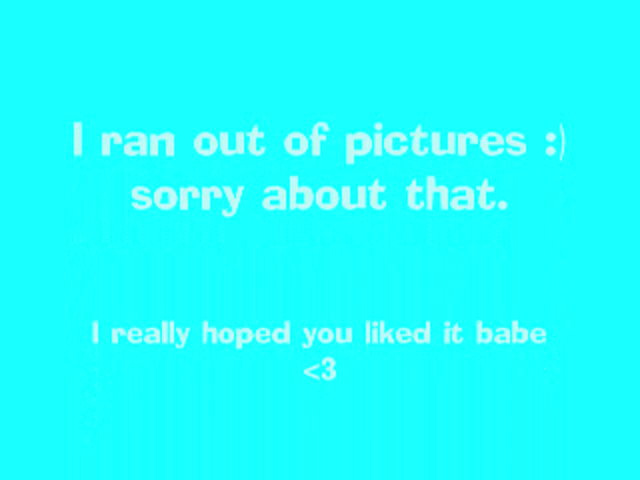 I ran out of pictures :)
sorry about that.
I really hoped you liked it babe
<3